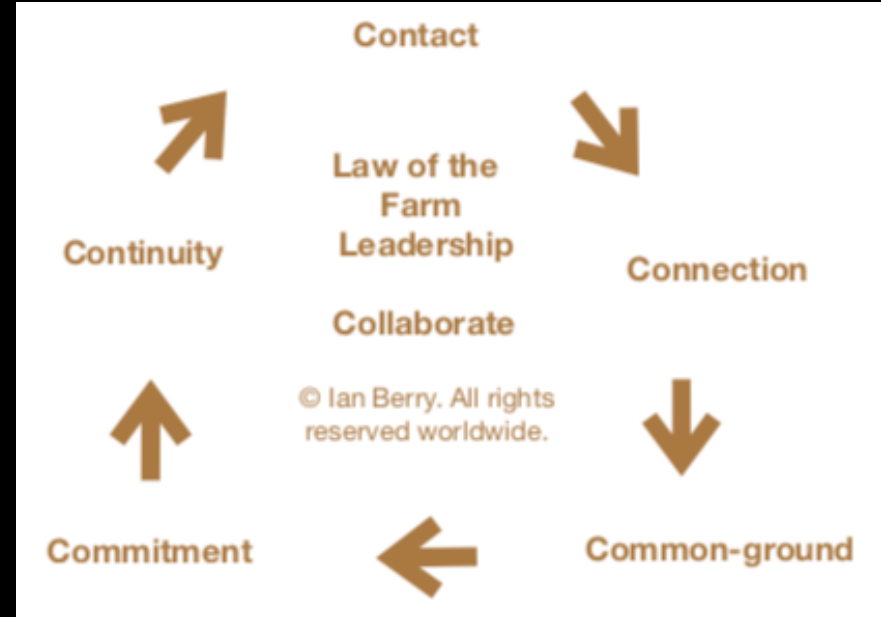 Contact
Law of the
Farm
Leadership
Continuity
Connection
Collaborate
© Ian Berry. All rights
reserved worldwide.
Commitment
Common-ground